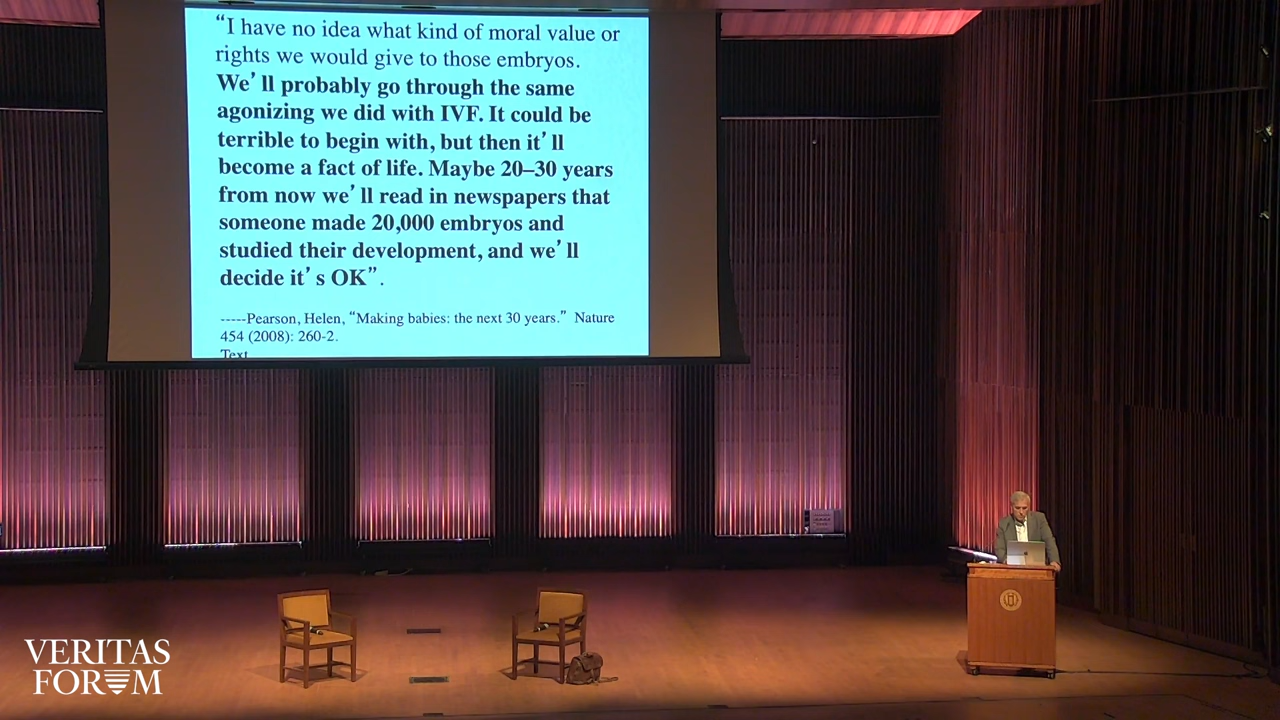 “I have no idea what kind of moral value or
rights we would give to those embryos.
We’ ll probably go through the same
agonizing we did with IVF. It could be
terrible to begin with, but then it’ ll
become a fact of life. Maybe 20–30 years
from now we’ ll read in newspapers that
someone made 20,000 embryos and
studied their development, and we’ ll
decide it’ s OK”.
-----Pearson, Helen, “Making babies: the next 30 years.”  Nature
454 (2008): 260-2.
Text
VERITAS
FORUM